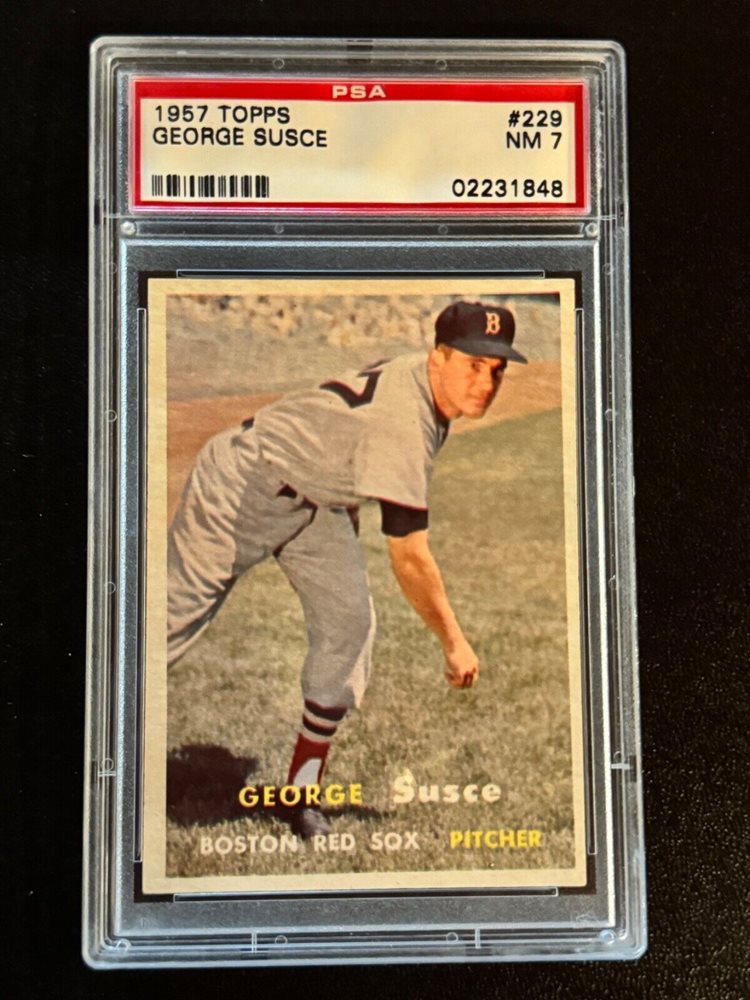 PSA
1957 TOPPS #229
GEORGE SUSCE NM 7
02231848
B
GEORGE Susce
BOSTON RED SOX PITCHER